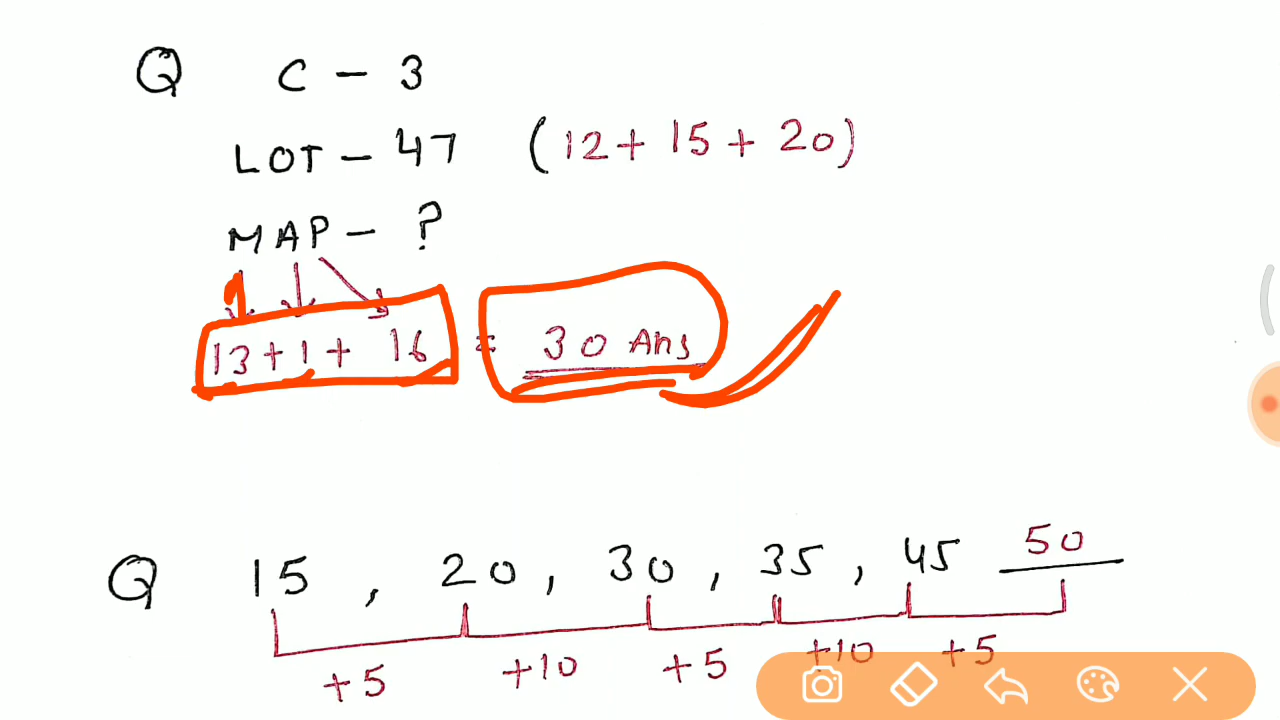 Q C - 3
LOT - 47 (12 + 15 + 20)
MAP - ?
13 + 1 + 16 = 30 Ans
Q 15 , 20 , 30 , 35 , 45 50
+5 +10 +5 +10 +5